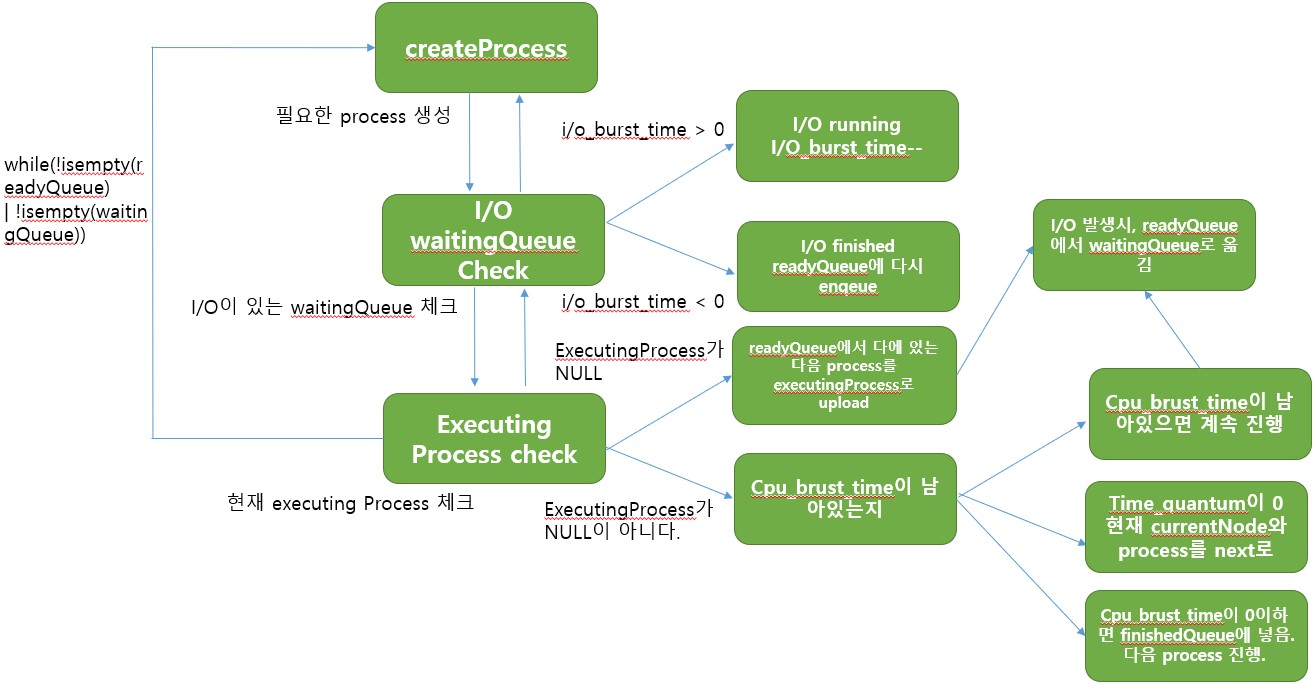 createProcess
필요한 process 생성
i/o_burst_time > 0
I/O running
I/O_burst_time--
while(!isempty(r
eadyQueue)
| !isempty(waitin
gQueue))
I/O
waitingQueue
Check
I/O finished
readyQueue에 다시
enqeue
I/O 발생시, readyQueue
에서 waitingQueue로 옮
김
I/O이 있는 waitingQueue 체크
i/o_burst_time < 0
ExecutingProcess가
NULL
readyQueue에서 다에 있는
다음 process를
executingProcess로
upload
Executing
Process check
Cpu_brust_time이 남
아있으면 계속 진행
현재 executing Process 체크
ExecutingProcess가
NULL이 아니다.
Cpu_brust_time이 남
아있는지
Time_quantum이 0
현재 currentNode와
process를 next로
Cpu_brust_time이 0이하
면 finishedQueue에 넣음.
다음 process 진행.